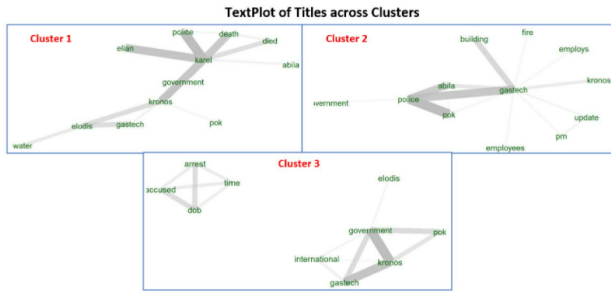 TextPlot of Titles across Clusters
Cluster 1
police
death
died
elian
karel
abila
government
kronos
elodis
gastech
pok
water
Cluster 2
fire
building
employs
kronos
abila
gastech
police
vernment
pok
update
pm
employees
Cluster 3
arrest
time
accused
dob
elodis
government
pok
international
kronos
gastech